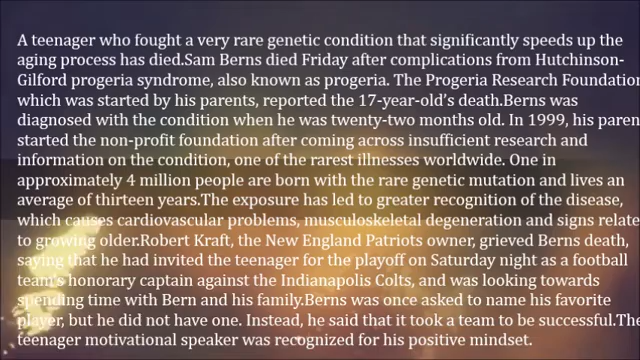 A teenager who fought a very rare genetic condition that significantly speeds up the
aging process has died.Sam Berns died Friday after complications from Hutchinson-
Gilford progeria syndrome, also known as progeria. The Progeria Research Foundation
which was started by his parents, reported the 17-year-old's death.Berns was
diagnosed with the condition when he was twenty-two months old. In 1999, his paren
started the non-profit foundation after coming across insufficient research and
information on the condition, one of the rarest illnesses worldwide. One in
approximately 4 million people are born with the rare genetic mutation and lives an
average of thirteen years.The exposure has led to greater recognition of the disease,
which causes cardiovascular problems, musculoskeletal degeneration and signs relate
to growing older.Robert Kraft, the New England Patriots owner, grieved Berns death,
saying that he had invited the teenager for the playoff on Saturday night as a football
team's honorary captain against the Indianapolis Colts, and was looking towards
spending time with Bern and his family.Berns was once asked to name his favorite
player, but he did not have one. Instead, he said that it took a team to be successful.The
teenager motivational speaker was recognized for his positive mindset.